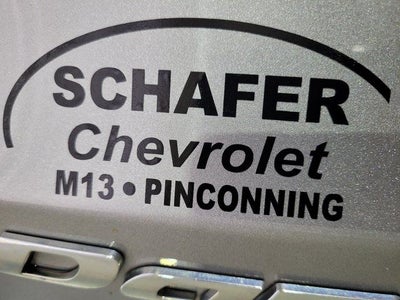 SCHAFER
Chevrolet
M13 • PINCONNING